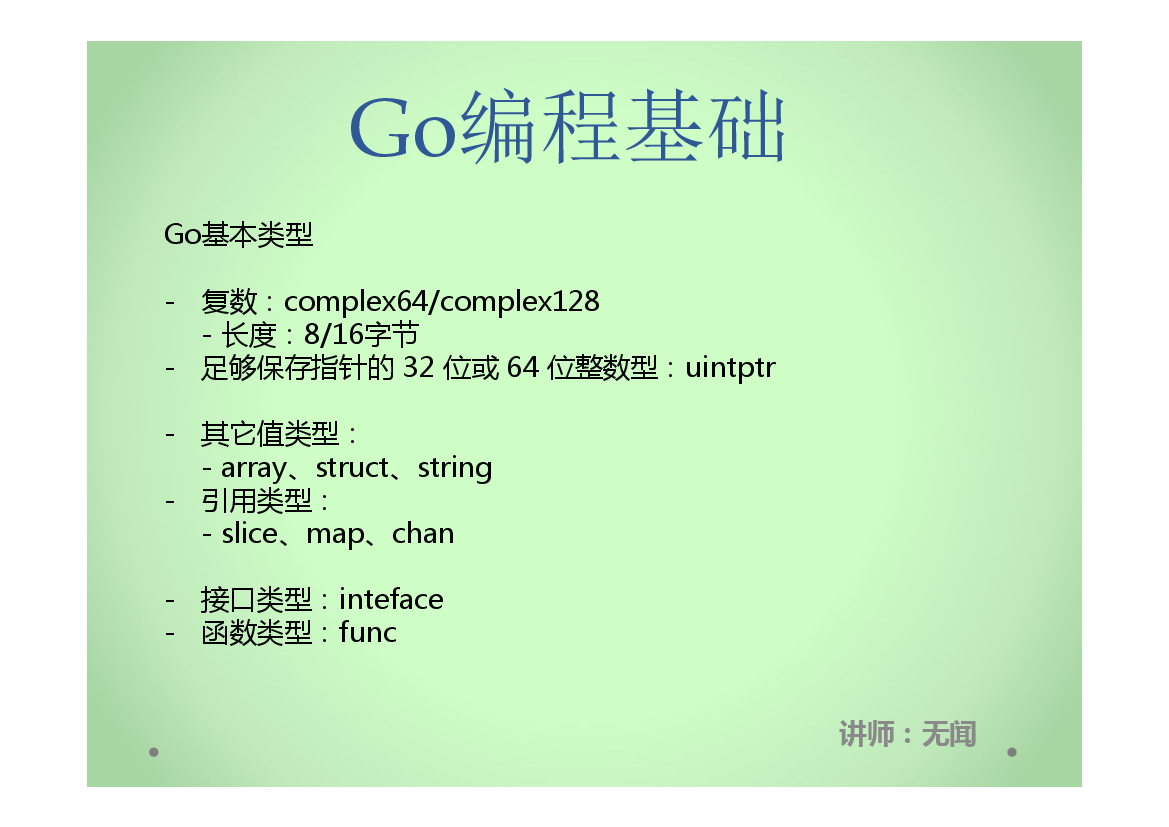 Go编程基础
Go基本类型
- 复数：complex64/complex128
- 长度：8/16字节
- 足够保存指针的 32 位或 64 位整数型：uintptr
- 其它值类型：
- array、struct、string
- 引用类型：
- slice、map、chan
- 接口类型：inteface
- 函数类型：func
讲师：无闻